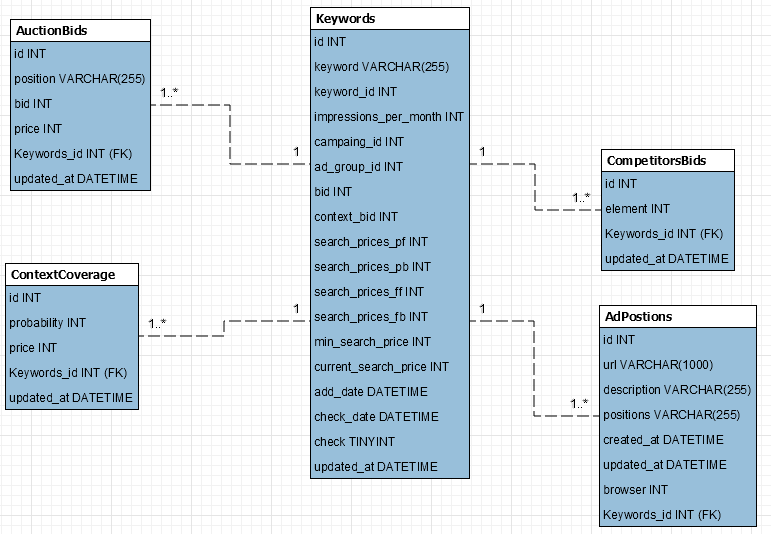 AuctionBids
id INT
position VARCHAR(255)
bid INT
price INT
Keywords_id INT (FK)
updated_at DATETIME
1..*
1
Keywords
id INT
keyword VARCHAR(255)
keyword_id INT
impressions_per_month INT
campaing_id INT
ad_group_id INT
bid INT
context_bid INT
search_prices_pf INT
search_prices_pb INT
search_prices_ff INT
search_prices_fb INT
min_search_price INT
current_search_price INT
add_date DATETIME
check_date DATETIME
check TINYINT
updated_at DATETIME
1
1..*
CompetitorsBids
id INT
element INT
Keywords_id INT (FK)
updated_at DATETIME
ContextCoverage
id INT
probability INT
price INT
Keywords_id INT (FK)
updated_at DATETIME
1..*
1
1
1..*
AdPostions
id INT
url VARCHAR(1000)
description VARCHAR(255)
positions VARCHAR(255)
created_at DATETIME
updated_at DATETIME
browser INT
Keywords_id INT (FK)